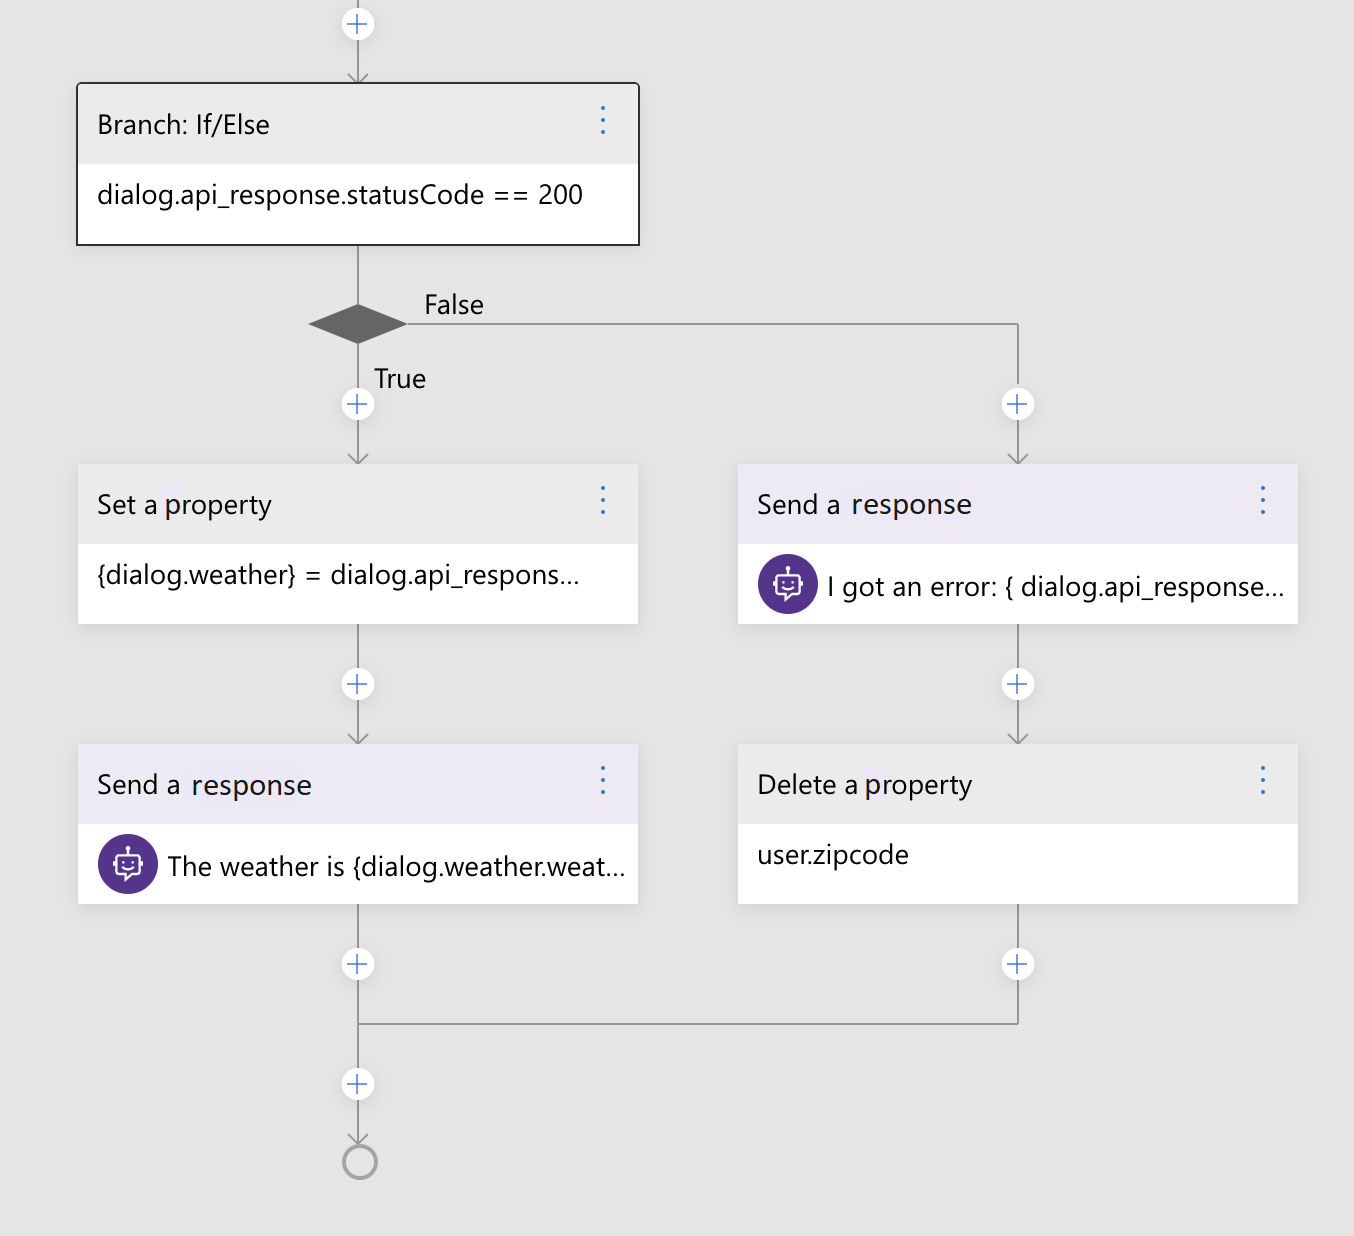 Branch: If/Else
dialog.api_response.statusCode == 200
False
True
Set a property
{dialog.weather} = dialog.api_respons...
Send a response
I got an error: { dialog.api_response...
Send a response
The weather is {dialog.weather.weat...
Delete a property
user.zipcode